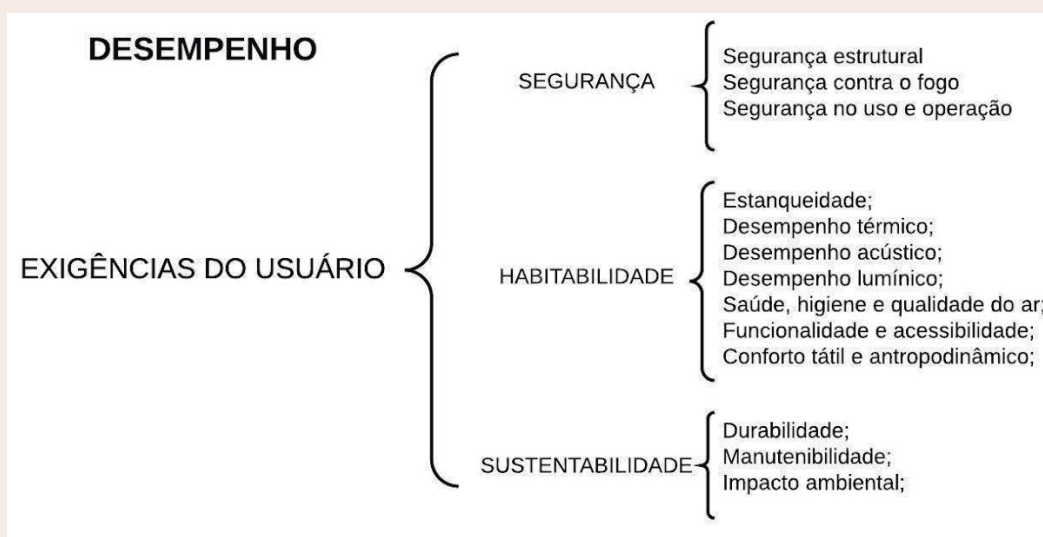 DESEMPENHO
EXIGÊNCIAS DO USUÁRIO
SEGURANÇA
Segurança estrutural
Segurança contra o fogo
Segurança no uso e operação
HABITABILIDADE
Estanqueidade;
Desempenho térmico;
Desempenho acústico;
Desempenho lumínico;
Saúde, higiene e qualidade do ar;
Funcionalidade e acessibilidade;
Conforto tátil e antropodinâmico;
SUSTENTABILIDADE
Durabilidade;
Manutenibilidade;
Impacto ambiental;